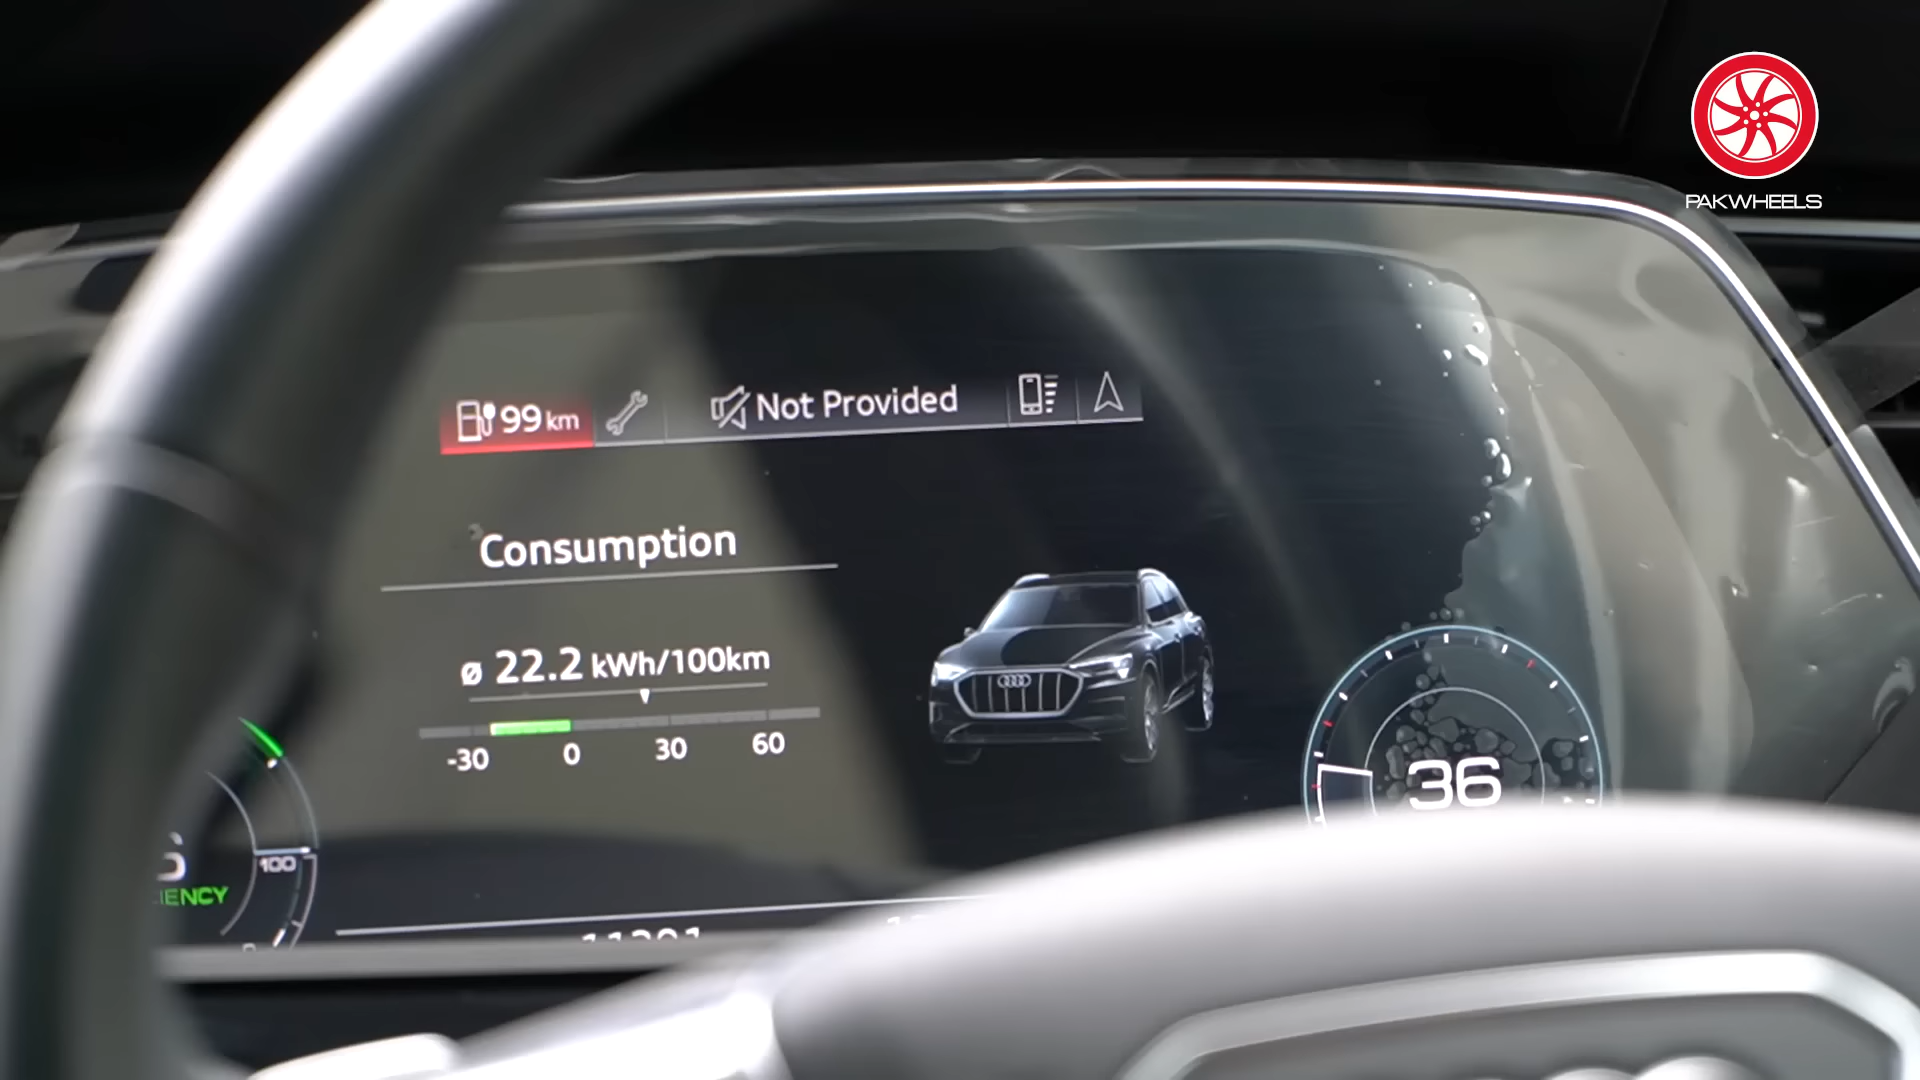 PAKWHEELS
99 km
Not Provided
Consumption
ø 22.2 kWh/100km
-30 0 30 60
36
100